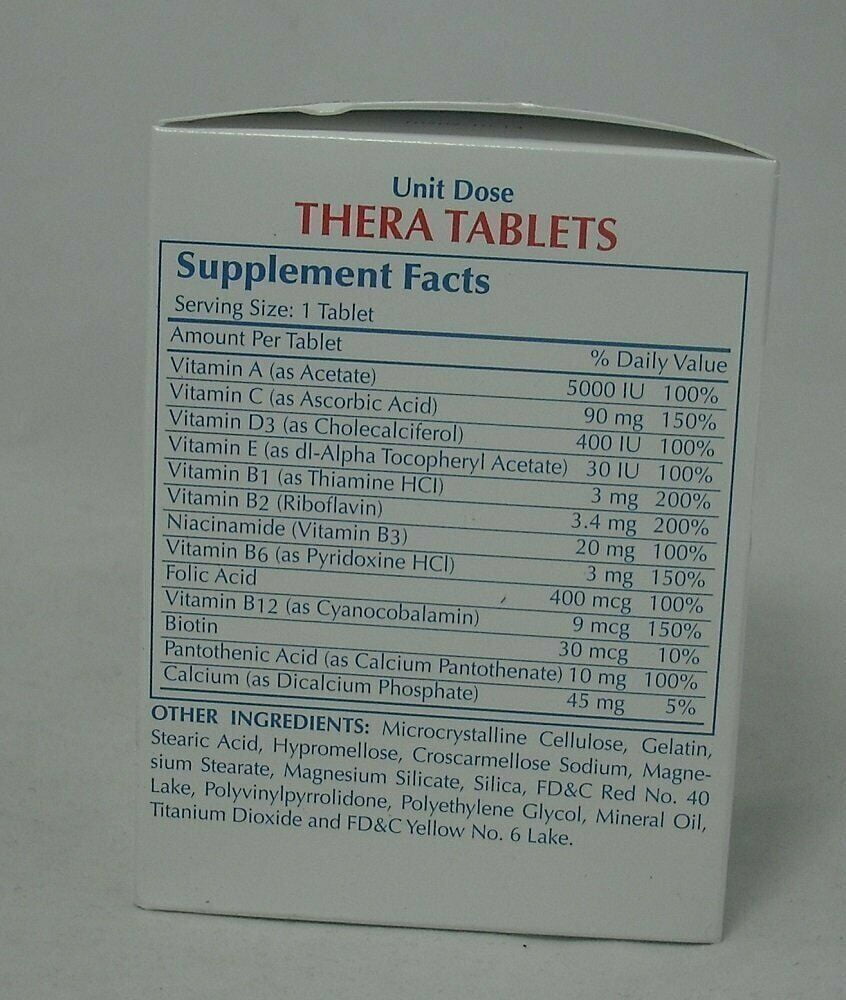 Unit Dose
THERA TABLETS
Supplement Facts
Serving Size: 1 Tablet
Amount Per Tablet % Daily Value
Vitamin A (as Acetate) 5000 IU 100%
Vitamin C (as Ascorbic Acid) 90 mg 150%
Vitamin D3 (as Cholecalciferol) 400 IU 100%
Vitamin E (as dl-Alpha Tocopheryl Acetate) 30 IU 100%
Vitamin B1 (as Thiamine HCl) 3 mg 200%
Vitamin B2 (Riboflavin) 3.4 mg 200%
Niacinamide (Vitamin B3) 20 mg 100%
Vitamin B6 (as Pyridoxine HCl) 3 mg 150%
Folic Acid 400 mcg 100%
Vitamin B12 (as Cyanocobalamin) 9 mcg 150%
Biotin 30 mcg 10%
Pantothenic Acid (as Calcium Pantothenate) 10 mg 100%
Calcium (as Dicalcium Phosphate) 45 mg 5%
OTHER INGREDIENTS: Microcrystalline Cellulose, Gelatin,
Stearic Acid, Hypromellose, Croscarmellose Sodium, Magne-
sium Stearate, Magnesium Silicate, Silica, FD&C Red No. 40
Lake, Polyvinylpyrrolidone, Polyethylene Glycol, Mineral Oil,
Titanium Dioxide and FD&C Yellow No. 6 Lake.